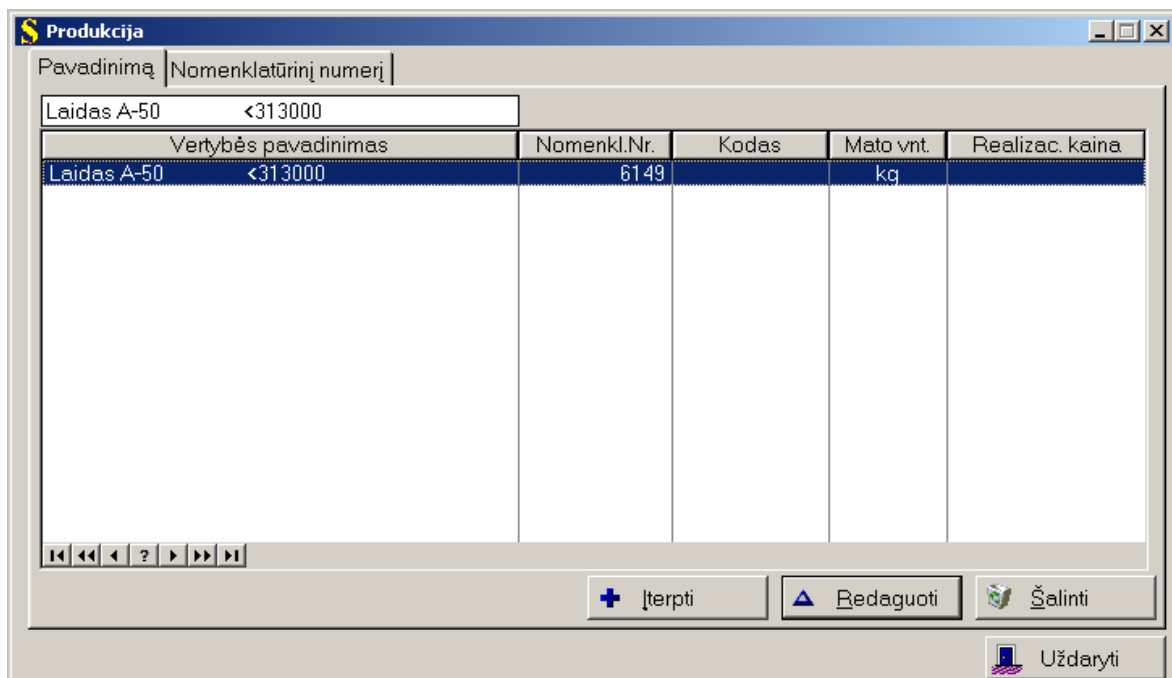 Produkcija
Pavadinimą Nomenklatūrinį numerį
Laidas A-50 <313000
Vertybės pavadinimas Nomenkl.Nr. Kodas Mato vnt. Realizac. kaina
Laidas A-50 <313000 6149 kg
?
Įterpti Redaguoti Šalinti
Uždaryti